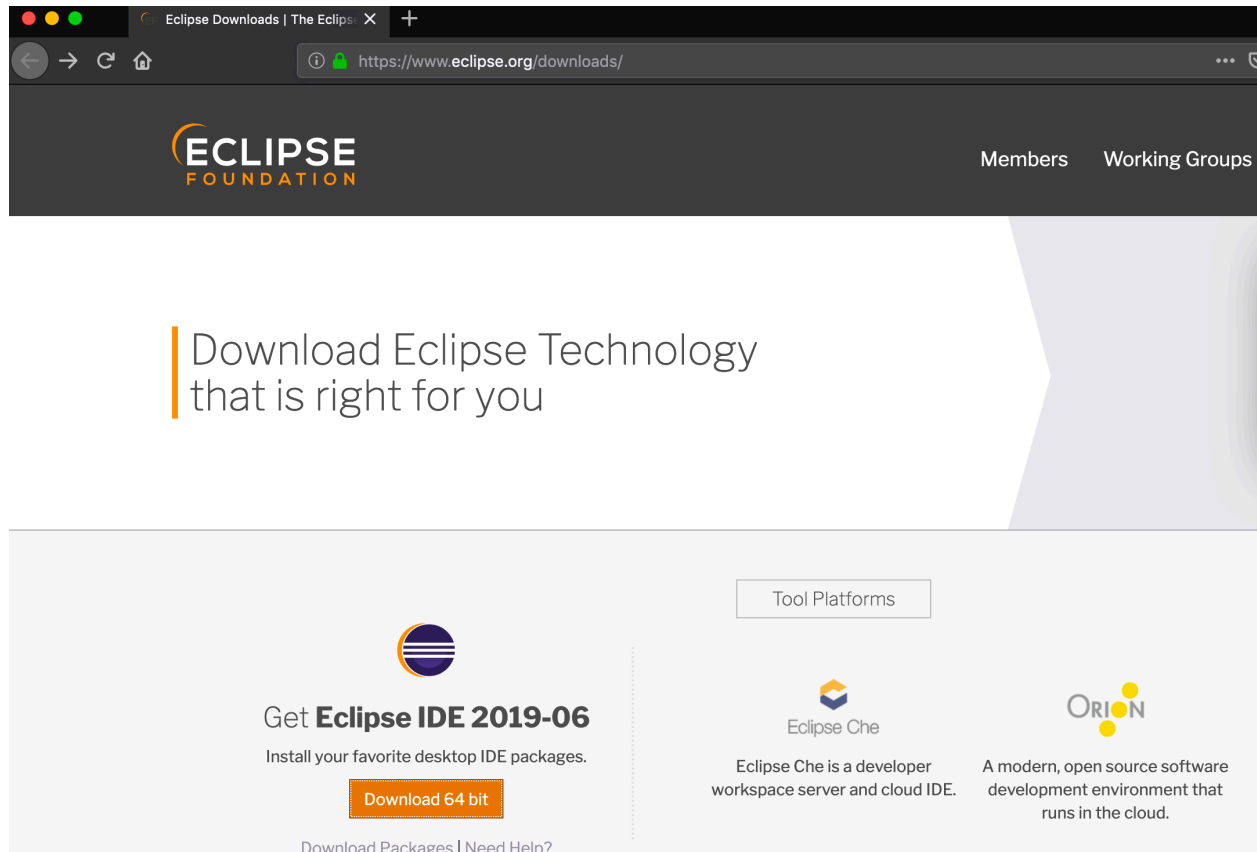 Eclipse Downloads | The Eclips
https://www.eclipse.org/downloads/
ECLIPSE
FOUNDATION
Members Working Groups
Download Eclipse Technology
that is right for you
Tool Platforms
Get Eclipse IDE 2019-06
Install your favorite desktop IDE packages.
Download 64 bit
Download Packages | Need Help?
Eclipse Che
Eclipse Che is a developer
workspace server and cloud IDE.
ORION
A modern, open source software
development environment that
runs in the cloud.